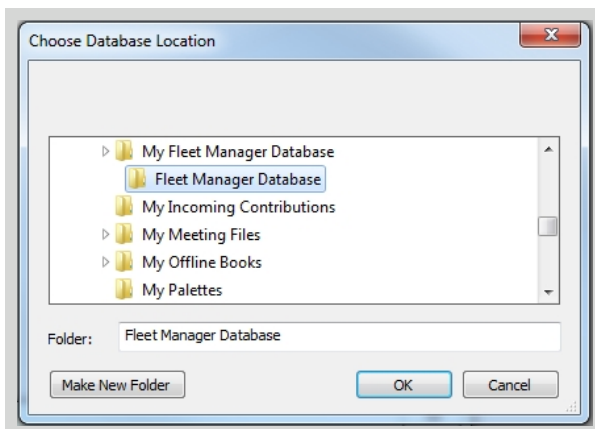 Choose Database Location
My Fleet Manager Database
Fleet Manager Database
My Incoming Contributions
My Meeting Files
My Offline Books
My Palettes
Folder: Fleet Manager Database
Make New Folder OK Cancel